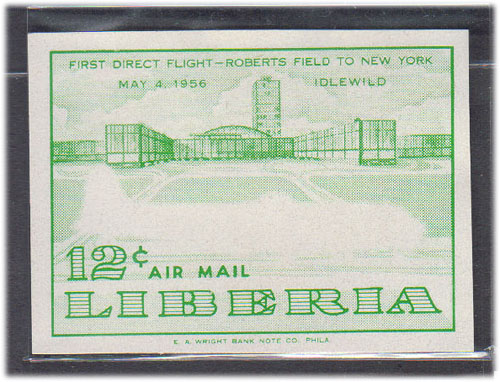 FIRST DIRECT FLIGHT—ROBERTS FIELD TO NEW YORK
MAY 4, 1956 IDLEWILD
12¢ AIR MAIL
LIBERIA
E. A. WRIGHT BANK NOTE CO. PHILA.